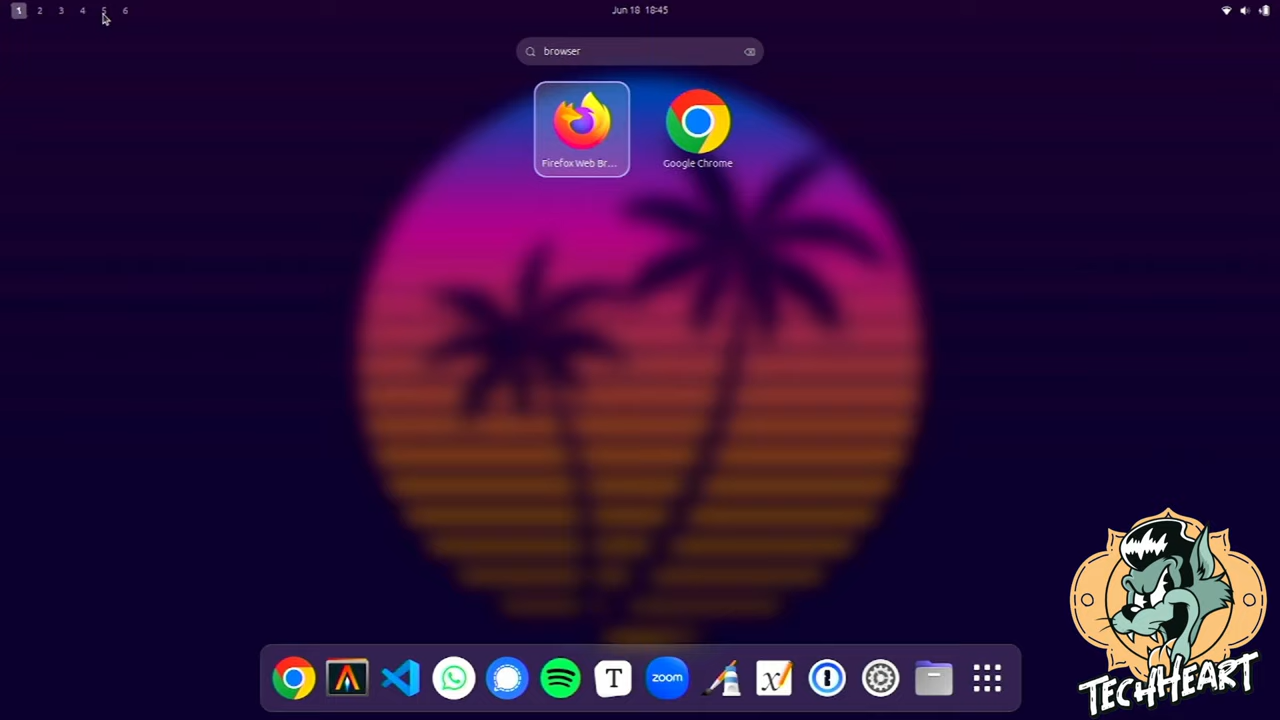 1 2 3 4 5 6
Jun 18 18:45
browser
Firefox Web Br...
Google Chrome
T
zoom
X
TECHHEART